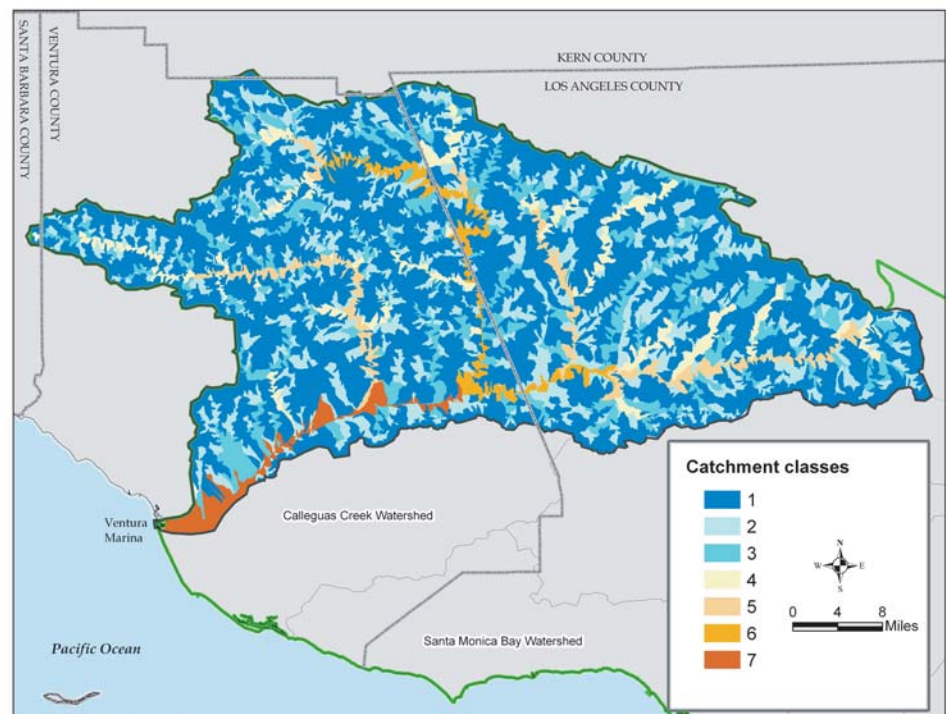 SANTA BARBARA COUNTY
VENTURA COUNTY
KERN COUNTY
LOS ANGELES COUNTY
Ventura
Marina
Calleguas Creek Watershed
Santa Monica Bay Watershed
Pacific Ocean
Catchment classes
1
2
3
4
5
6
7
N
W E
S
0 4 8
Miles